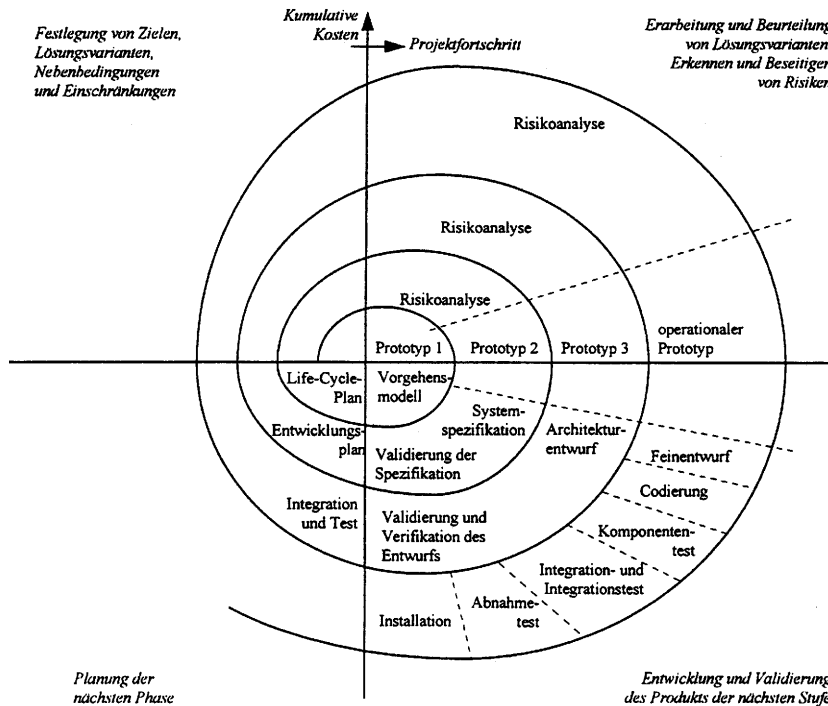 Festlegung von Zielen,
Lösungsvarianten,
Nebenbedingungen
und Einschränkungen
Kumulative
Kosten
Projektfortschritt
Erarbeitung und Beurteilung
von Lösungsvarianten
Erkennen und Beseitigen
von Risiken
Risikoanalyse
Risikoanalyse
Risikoanalyse
Prototyp 1
Prototyp 2
Prototyp 3
operationaler
Prototyp
Life-Cycle-
Plan
Vorgehens-
modell
Entwicklungs-
plan
System-
spezifikation
Validierung der
Spezifikation
Architektur-
entwurf
Feinentwurf
Codierung
Komponenten-
test
Integration
und Test
Validierung und
Verifikation des
Entwurfs
Integration- und
Integrationstest
Abnahme-
test
Installation
Planung der
nächsten Phase
Entwicklung und Validierung
des Produkts der nächsten Stufe